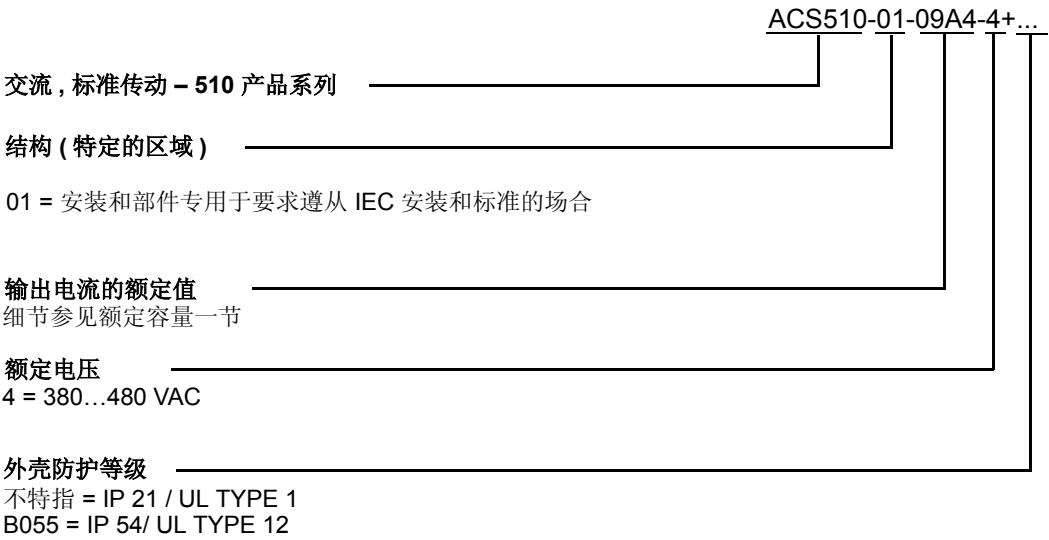 ACS510-01-09A4-4+...
交流 , 标准传动 – 510 产品系列
结构 ( 特定的区域 )
01 = 安装和部件专用于要求遵从 IEC 安装和标准的场合
输出电流的额定值
细节参见额定容量一节
额定电压
4 = 380…480 VAC
外壳防护等级
不特指 = IP 21 / UL TYPE 1
B055 = IP 54/ UL TYPE 12